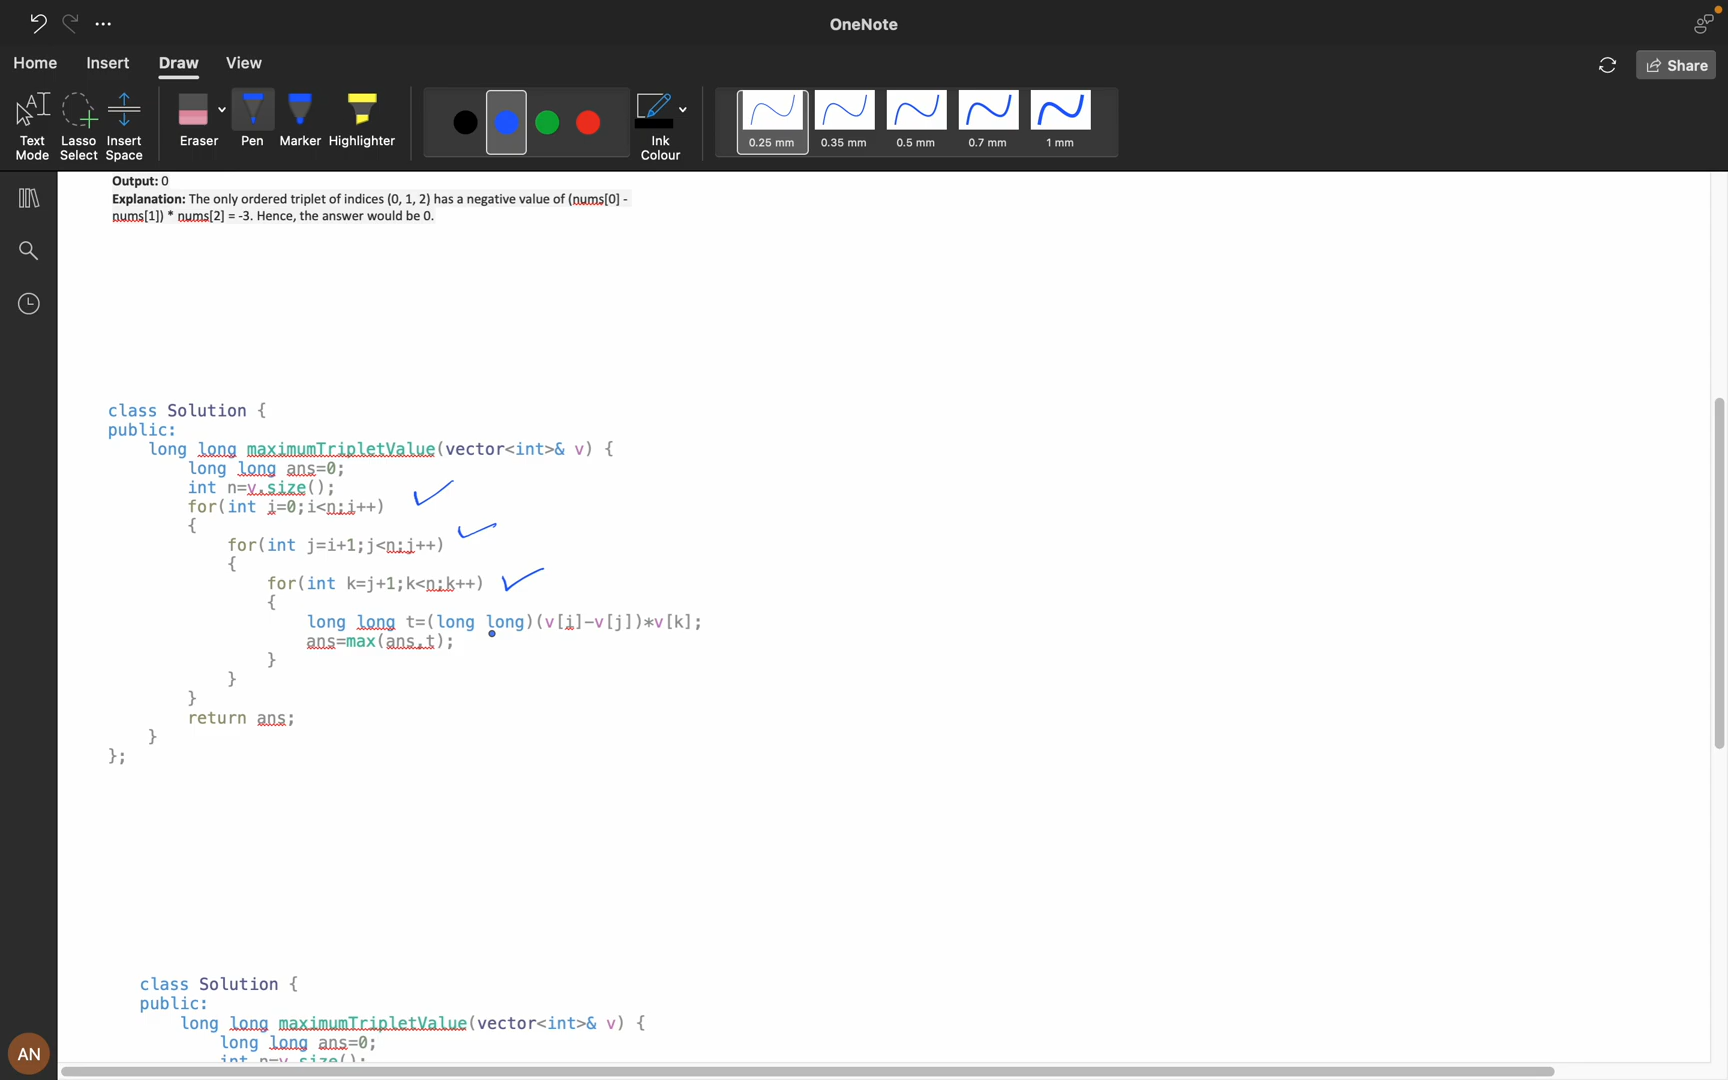 OneNote
Home Insert Draw View
Share
Text Mode
Lasso Select
Insert Space
Eraser
Pen
Marker
Highlighter
Ink Colour
0.25 mm
0.35 mm
0.5 mm
0.7 mm
1 mm
Output: 0
Explanation: The only ordered triplet of indices (0, 1, 2) has a negative value of (nums[0] -
nums[1]) * nums[2] = -3. Hence, the answer would be 0.
class Solution {
public:
    long long maximumTripletValue(vector<int>& v) {
        long long ans=0;
        int n=v.size();
        for(int i=0;i<n;i++)
        {
            for(int j=i+1;j<n;j++)
            {
                for(int k=j+1;k<n;k++)
                {
                    long long t=(long long)(v[i]-v[j])*v[k];
                    ans=max(ans,t);
                }
            }
        }
        return ans;
    }
};
class Solution {
public:
    long long maximumTripletValue(vector<int>& v) {
        long long ans=0;
        int n=v.size();
AN